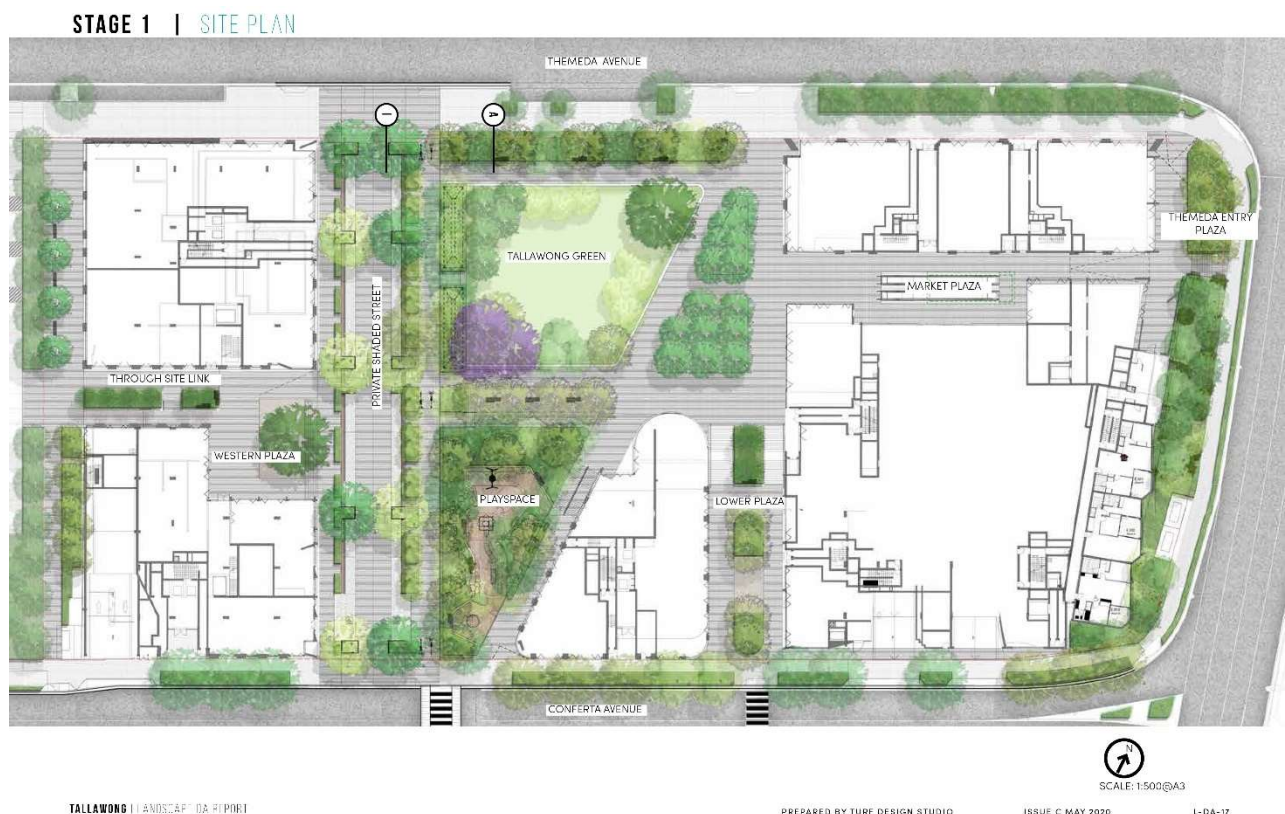 STAGE 1 | SITE PLAN
THEMEDA AVENUE
I
A
THEMEDA ENTRY
PLAZA
TALLAWONG GREEN
MARKET PLAZA
PRIVATE SHADED STREET
THROUGH SITE LINK
WESTERN PLAZA
PLAYSPACE
LOWER PLAZA
CONFERTA AVENUE
N
SCALE: 1:500@A3
TALLAWONG | LANDSCAPE DA REPORT
PREPARED BY TURF DESIGN STUDIO
ISSUE C MAY 2020
L-DA-17